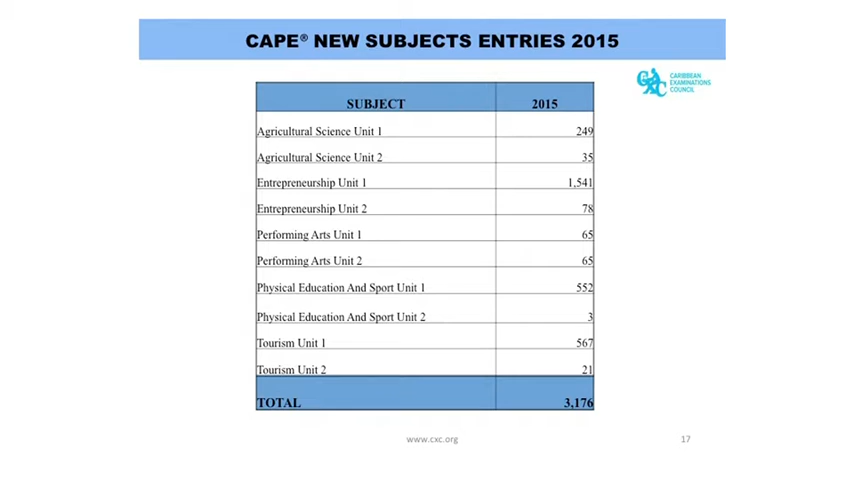 CAPE® NEW SUBJECTS ENTRIES 2015
CXC CARIBBEAN
EXAMINATIONS
COUNCIL
SUBJECT 2015
Agricultural Science Unit 1 249
Agricultural Science Unit 2 35
Entrepreneurship Unit 1 1,541
Entrepreneurship Unit 2 78
Performing Arts Unit 1 65
Performing Arts Unit 2 65
Physical Education And Sport Unit 1 552
Physical Education And Sport Unit 2 3
Tourism Unit 1 567
Tourism Unit 2 21
TOTAL 3,176
www.cxc.org 17